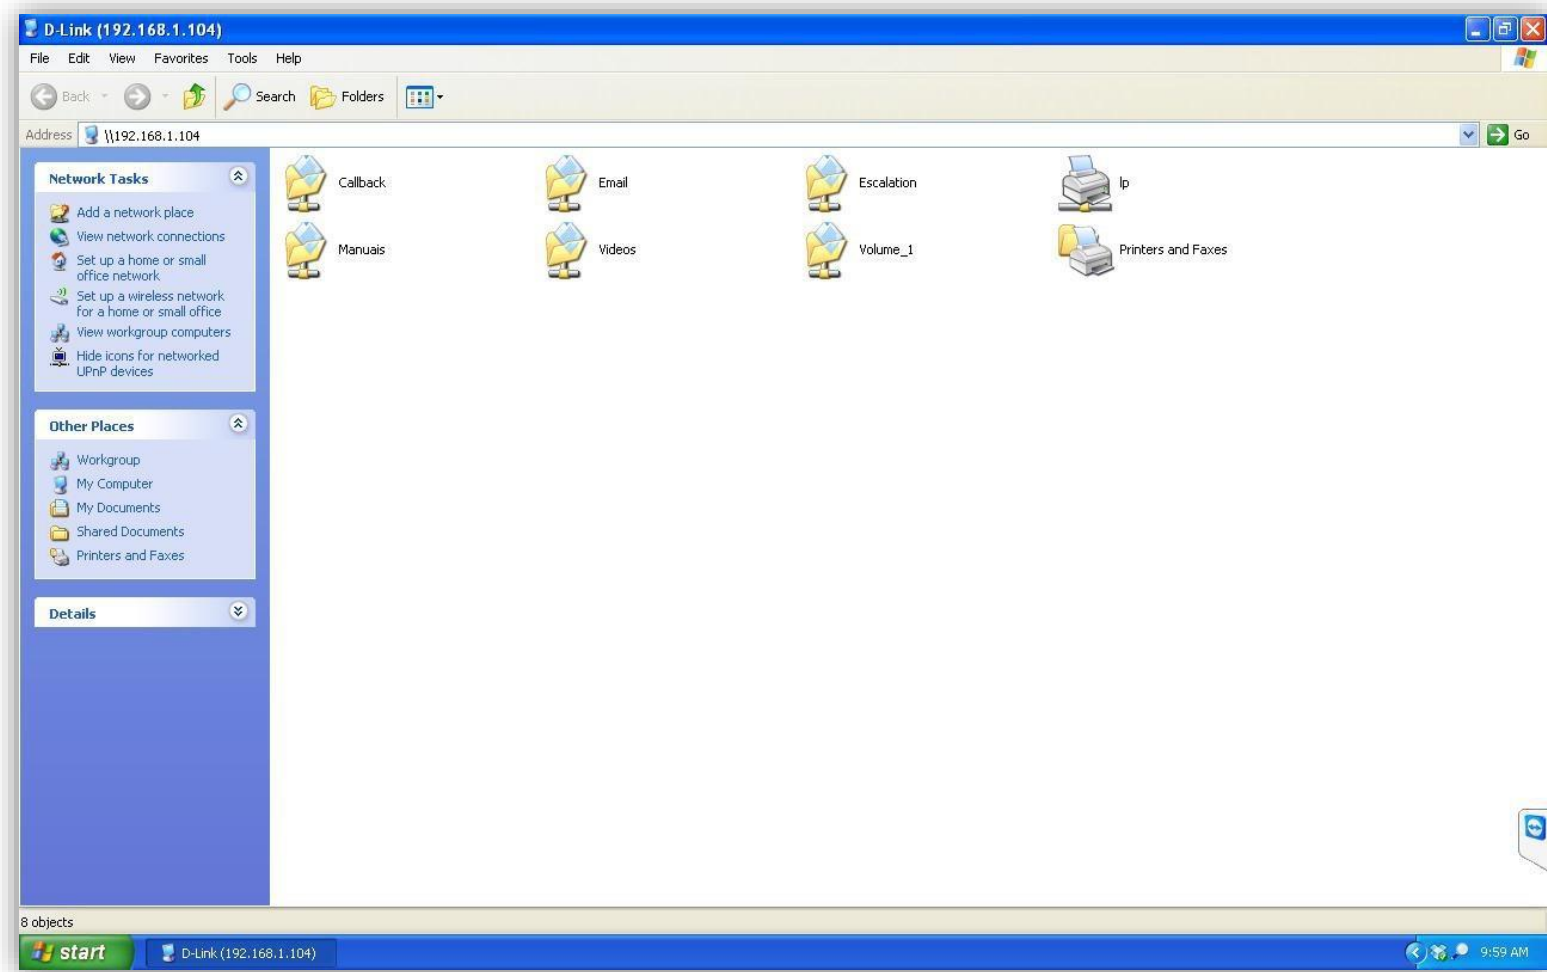 D-Link (192.168.1.104)
File Edit View Favorites Tools Help
Back Search Folders
Address \\192.168.1.104 Go
Network Tasks
Add a network place
View network connections
Set up a home or small
office network
Set up a wireless network
for a home or small office
View workgroup computers
Hide icons for networked
UPnP devices
Other Places
Workgroup
My Computer
My Documents
Shared Documents
Printers and Faxes
Details
Callback Email Escalation lp
Manuais Videos Volume_1 Printers and Faxes
8 objects
start D-Link (192.168.1.104) 9:59 AM